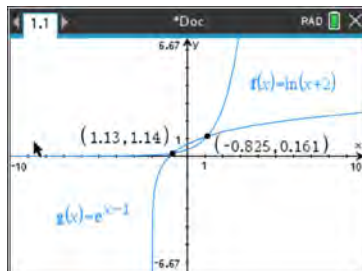 1.1 *Doc RAD
6.67 y
f(x)=ln(x+2)
(1.13,1.14)
1
x
-10 1 10
(-0.825,0.161)
g(x)=e^x-1
-6.67